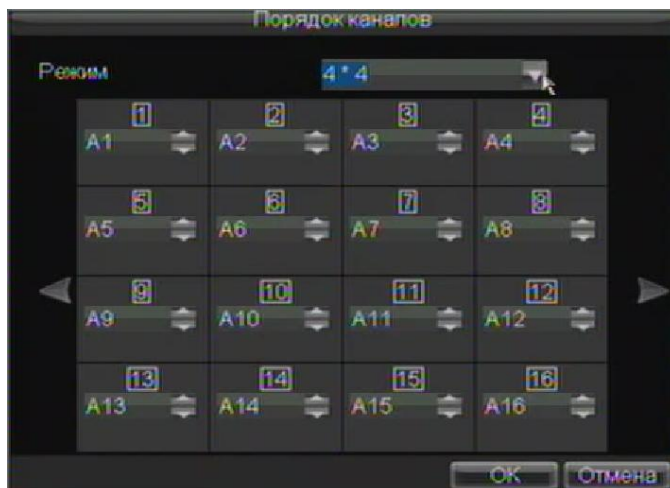 Порядок каналов
Режим 4 * 4
1 2 3 4
A1 A2 A3 A4
5 6 7 8
A5 A6 A7 A8
9 10 11 12
A9 A10 A11 A12
13 14 15 16
A13 A14 A15 A16
OK Отмена